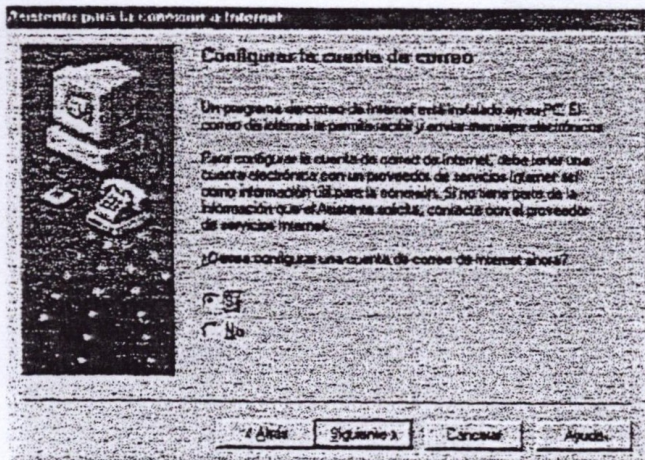 Asistente para la conexión a Internet
Configurar la cuenta de correo
Un programa de correo de Internet está instalado en su PC. El
correo de Internet le permite recibir y enviar mensajes electrónicos.
Para configurar la cuenta de correo de Internet, debe tener una
cuenta electrónica con un proveedor de servicios Internet así
como información útil para la conexión. Si no tiene parte de la
información que el Asistente solicita, contacte con el proveedor
de servicios Internet.
¿Desea configurar una cuenta de correo de Internet ahora?
Sí
No
< Atrás
Siguiente >
Cancelar
Ayuda